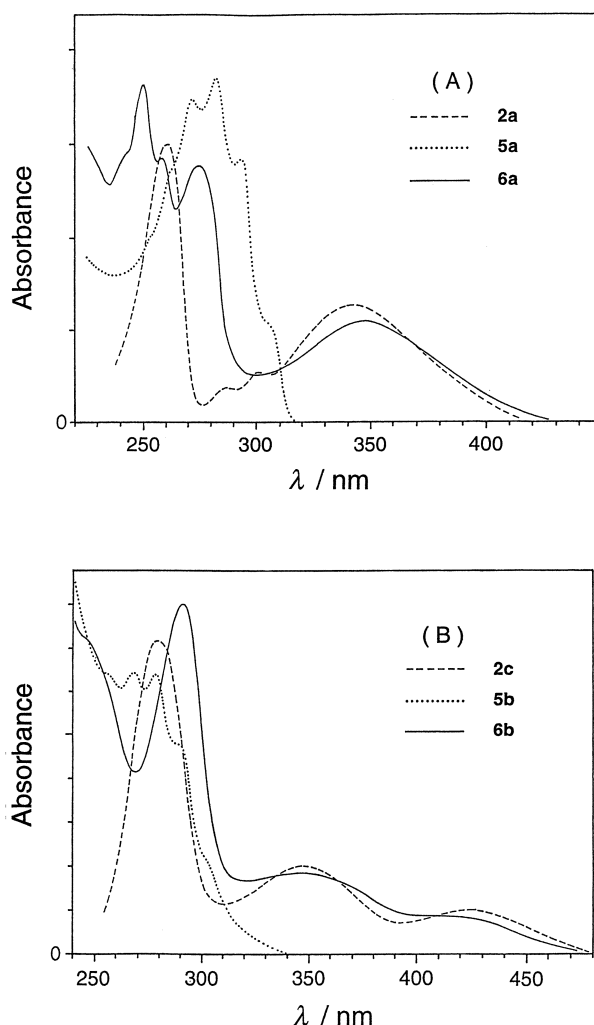 ( A )
2a
5a
6a
Absorbance
0
250 300 350 400
λ / nm
( B )
2c
5b
6b
Absorbance
0
250 300 350 400 450
λ / nm